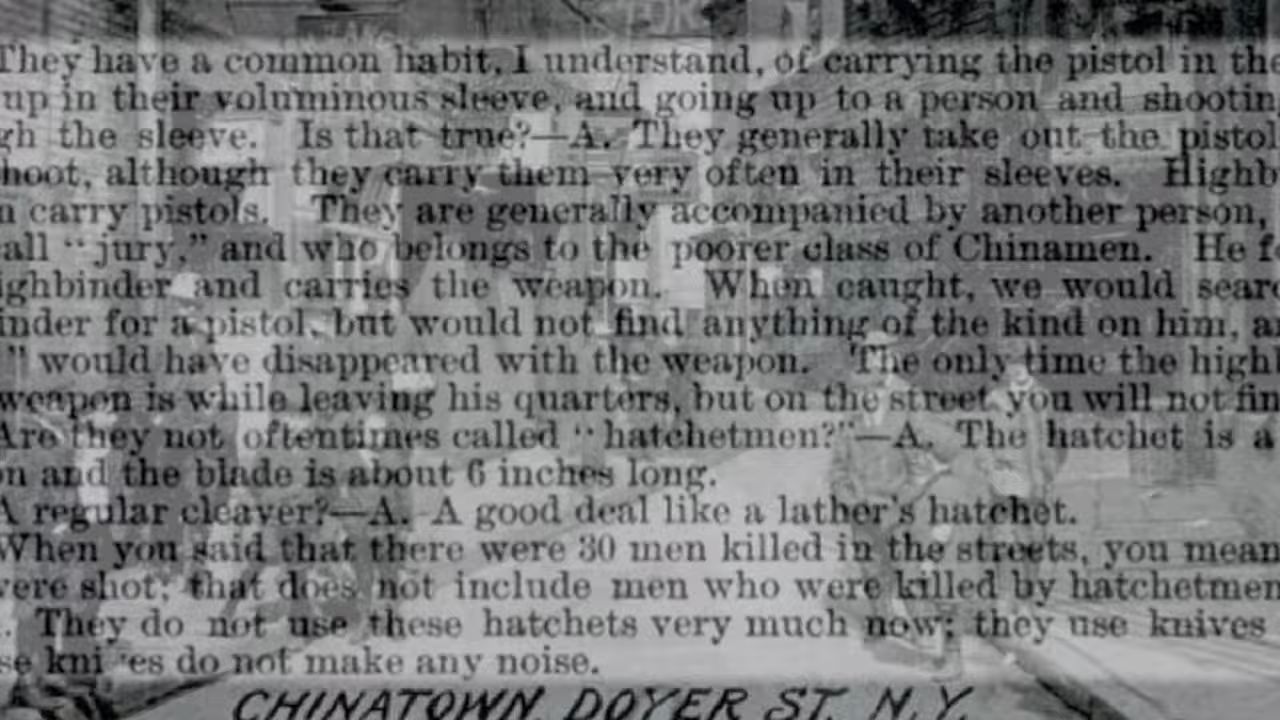 They have a common habit, I understand, of carrying the pistol in the
up in their voluminous sleeve, and going up to a person and shootin
gh the sleeve. Is that true?—A. They generally take out the pistol
hoot, although they carry them very often in their sleeves. Highb
n carry pistols. They are generally accompanied by another person,
all "jury," and who belongs to the poorer class of Chinamen. He fo
ighbinder and carries the weapon. When caught, we would searc
inder for a pistol, but would not find anything of the kind on him, a
" would have disappeared with the weapon. The only time the highb
weapon is while leaving his quarters, but on the street you will not fin
Are they not oftentimes called "hatchetmen?"—A. The hatchet is a
on and the blade is about 6 inches long.
A regular cleaver?—A. A good deal like a lather's hatchet.
When you said that there were 30 men killed in the streets, you mean
were shot; that does not include men who were killed by hatchetmen
. They do not use these hatchets very much now; they use knives
se knives do not make any noise.
CHINATOWN, DOYER ST. N.Y.